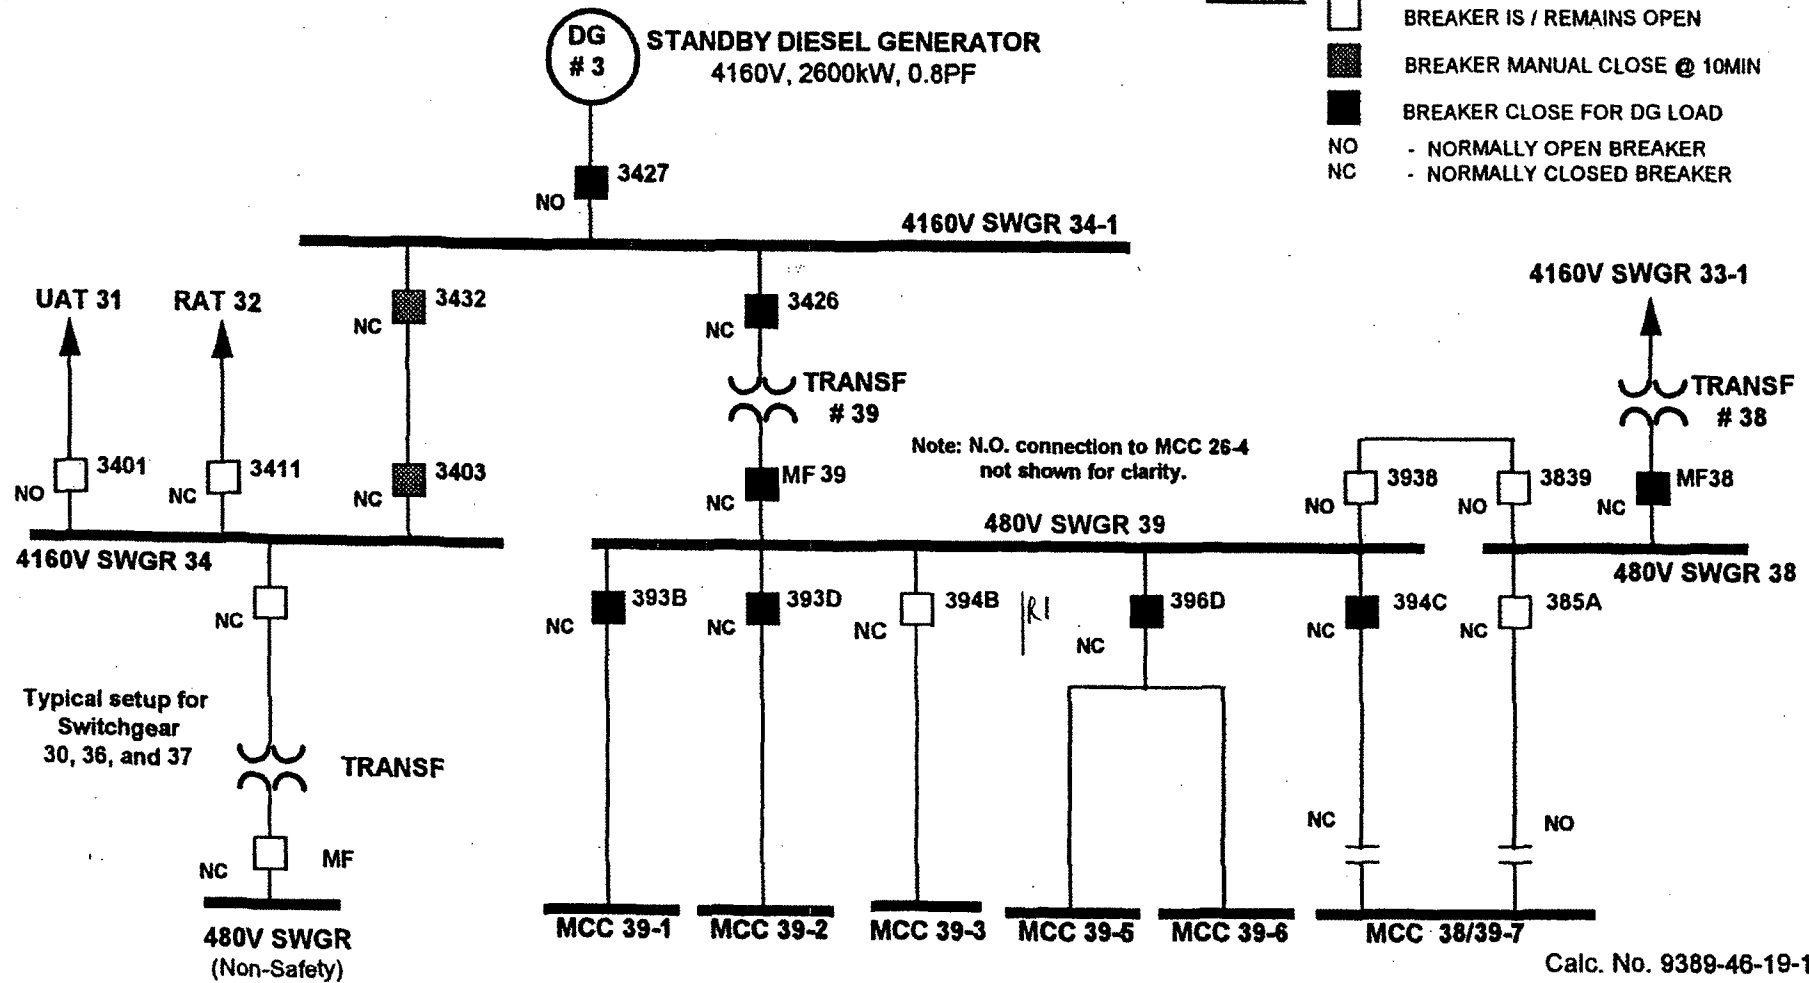 BREAKER IS / REMAINS OPEN
BREAKER MANUAL CLOSE @ 10MIN
BREAKER CLOSE FOR DG LOAD
NO - NORMALLY OPEN BREAKER
NC - NORMALLY CLOSED BREAKER
DG
# 3
STANDBY DIESEL GENERATOR
4160V, 2600kW, 0.8PF
3427
NO
4160V SWGR 34-1
UAT 31
RAT 32
3432
NC
3426
NC
4160V SWGR 33-1
TRANSF
# 39
TRANSF
# 38
3401
NO
3411
NC
3403
NC
MF 39
NC
Note: N.O. connection to MCC 26-4
not shown for clarity.
3938
NO
3839
NO
MF38
NC
4160V SWGR 34
480V SWGR 39
480V SWGR 38
NC
393B
NC
393D
NC
394B
NC
R1
396D
NC
394C
NC
385A
NC
Typical setup for
Switchgear
30, 36, and 37
TRANSF
NC
MF
NC
NO
480V SWGR
(Non-Safety)
MCC 39-1
MCC 39-2
MCC 39-3
MCC 39-5
MCC 39-6
MCC 38/39-7
Calc. No. 9389-46-19-1